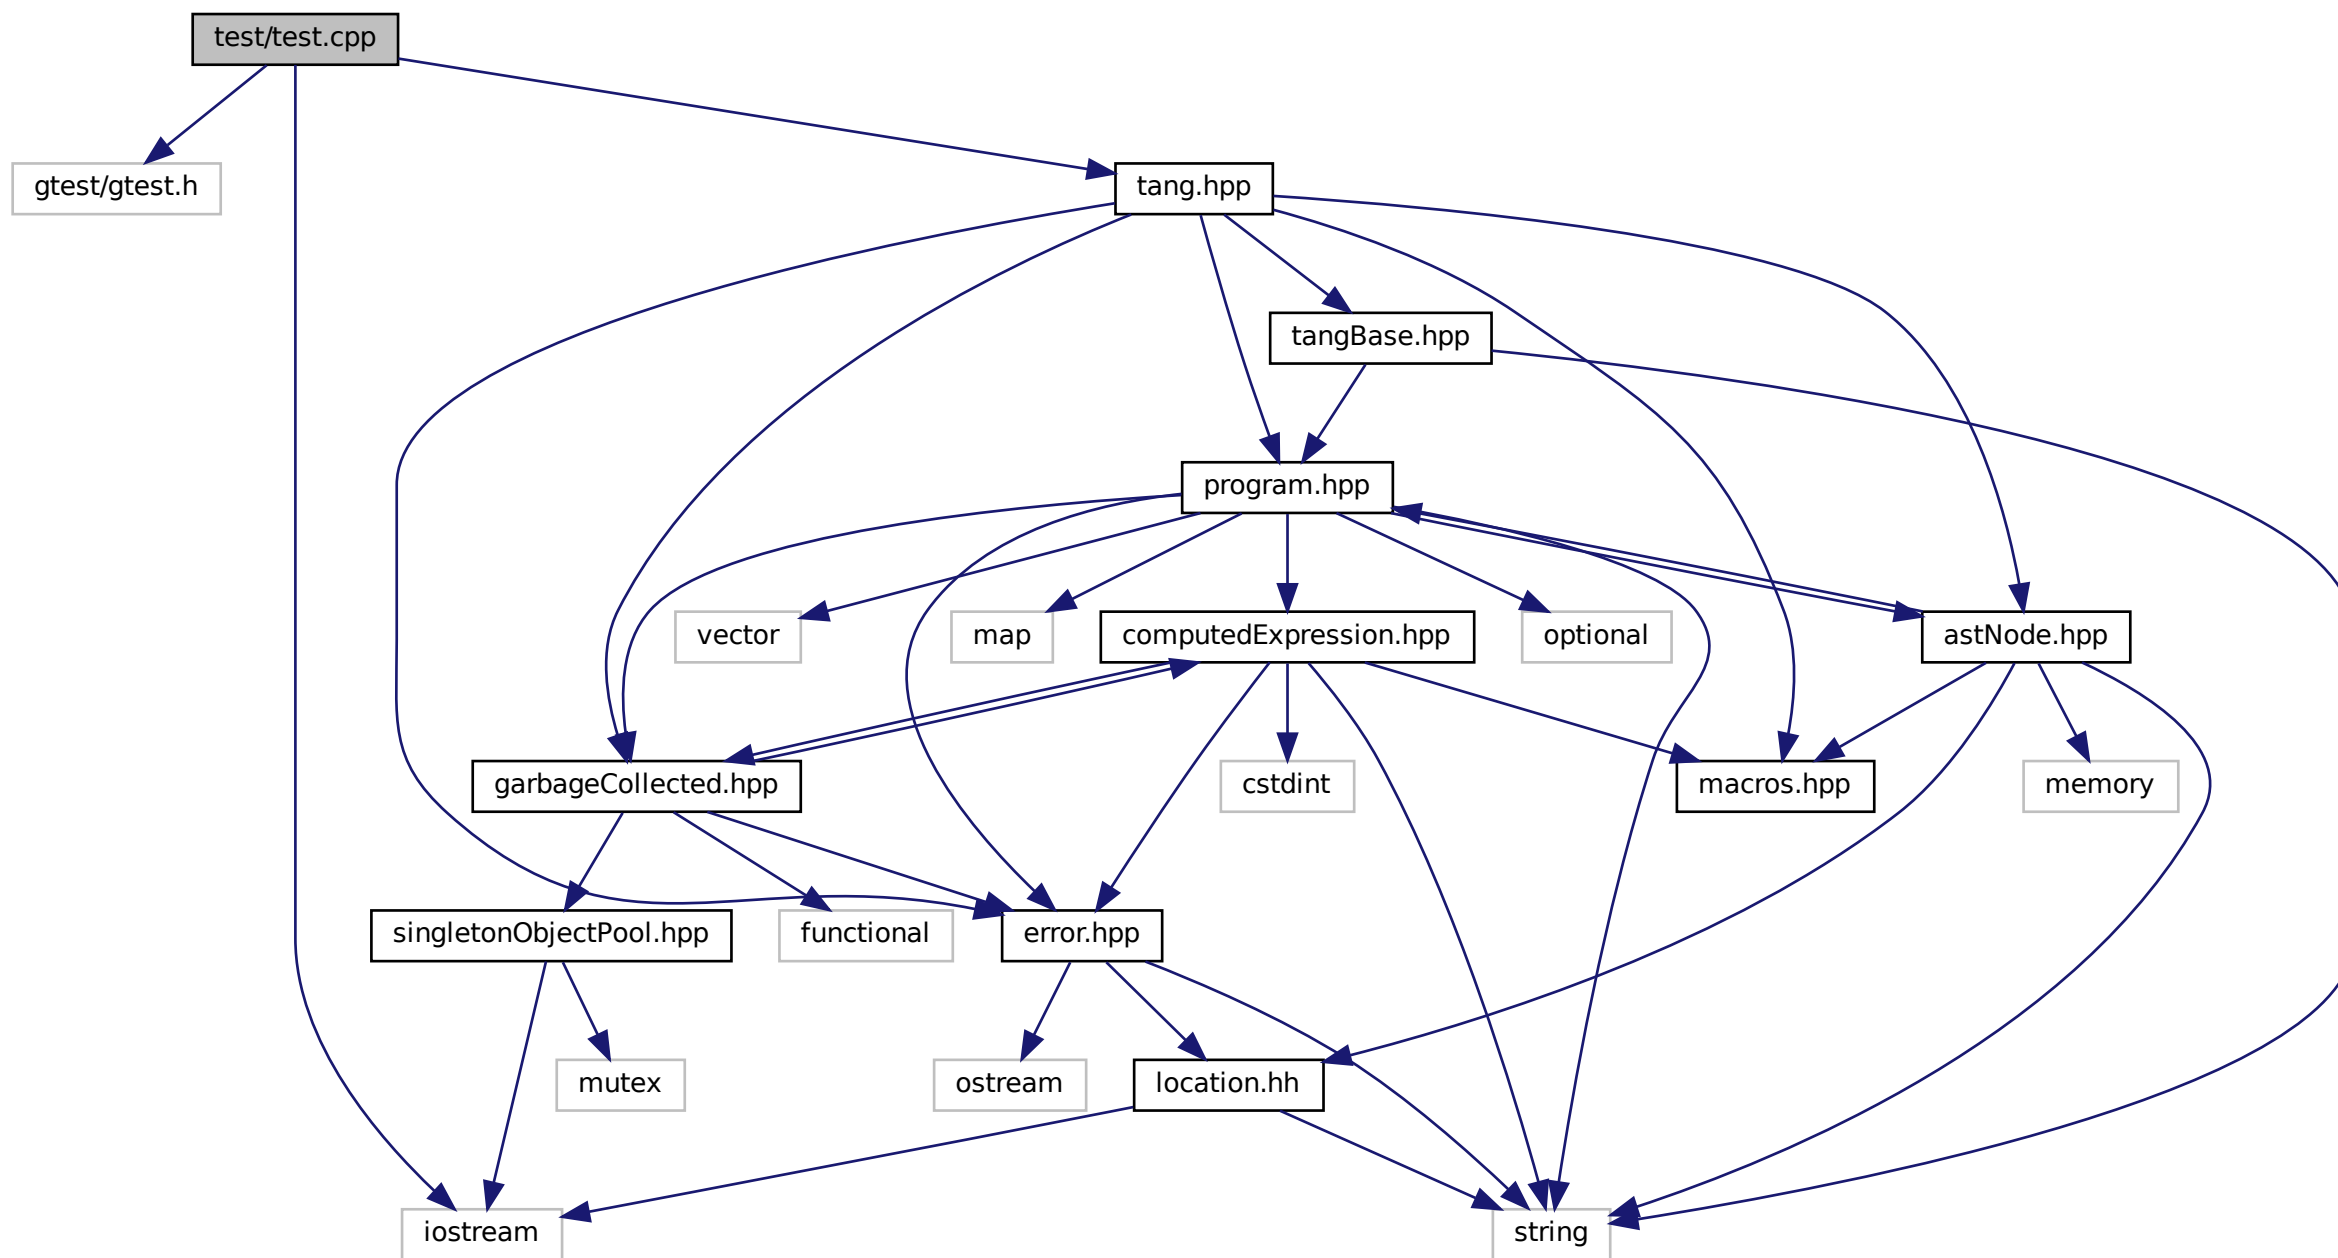 test/test.cpp
gtest/gtest.h
tang.hpp
tangBase.hpp
program.hpp
vector
map
computedExpression.hpp
optional
astNode.hpp
garbageCollected.hpp
cstdint
macros.hpp
memory
singletonObjectPool.hpp
functional
error.hpp
mutex
ostream
location.hh
iostream
string